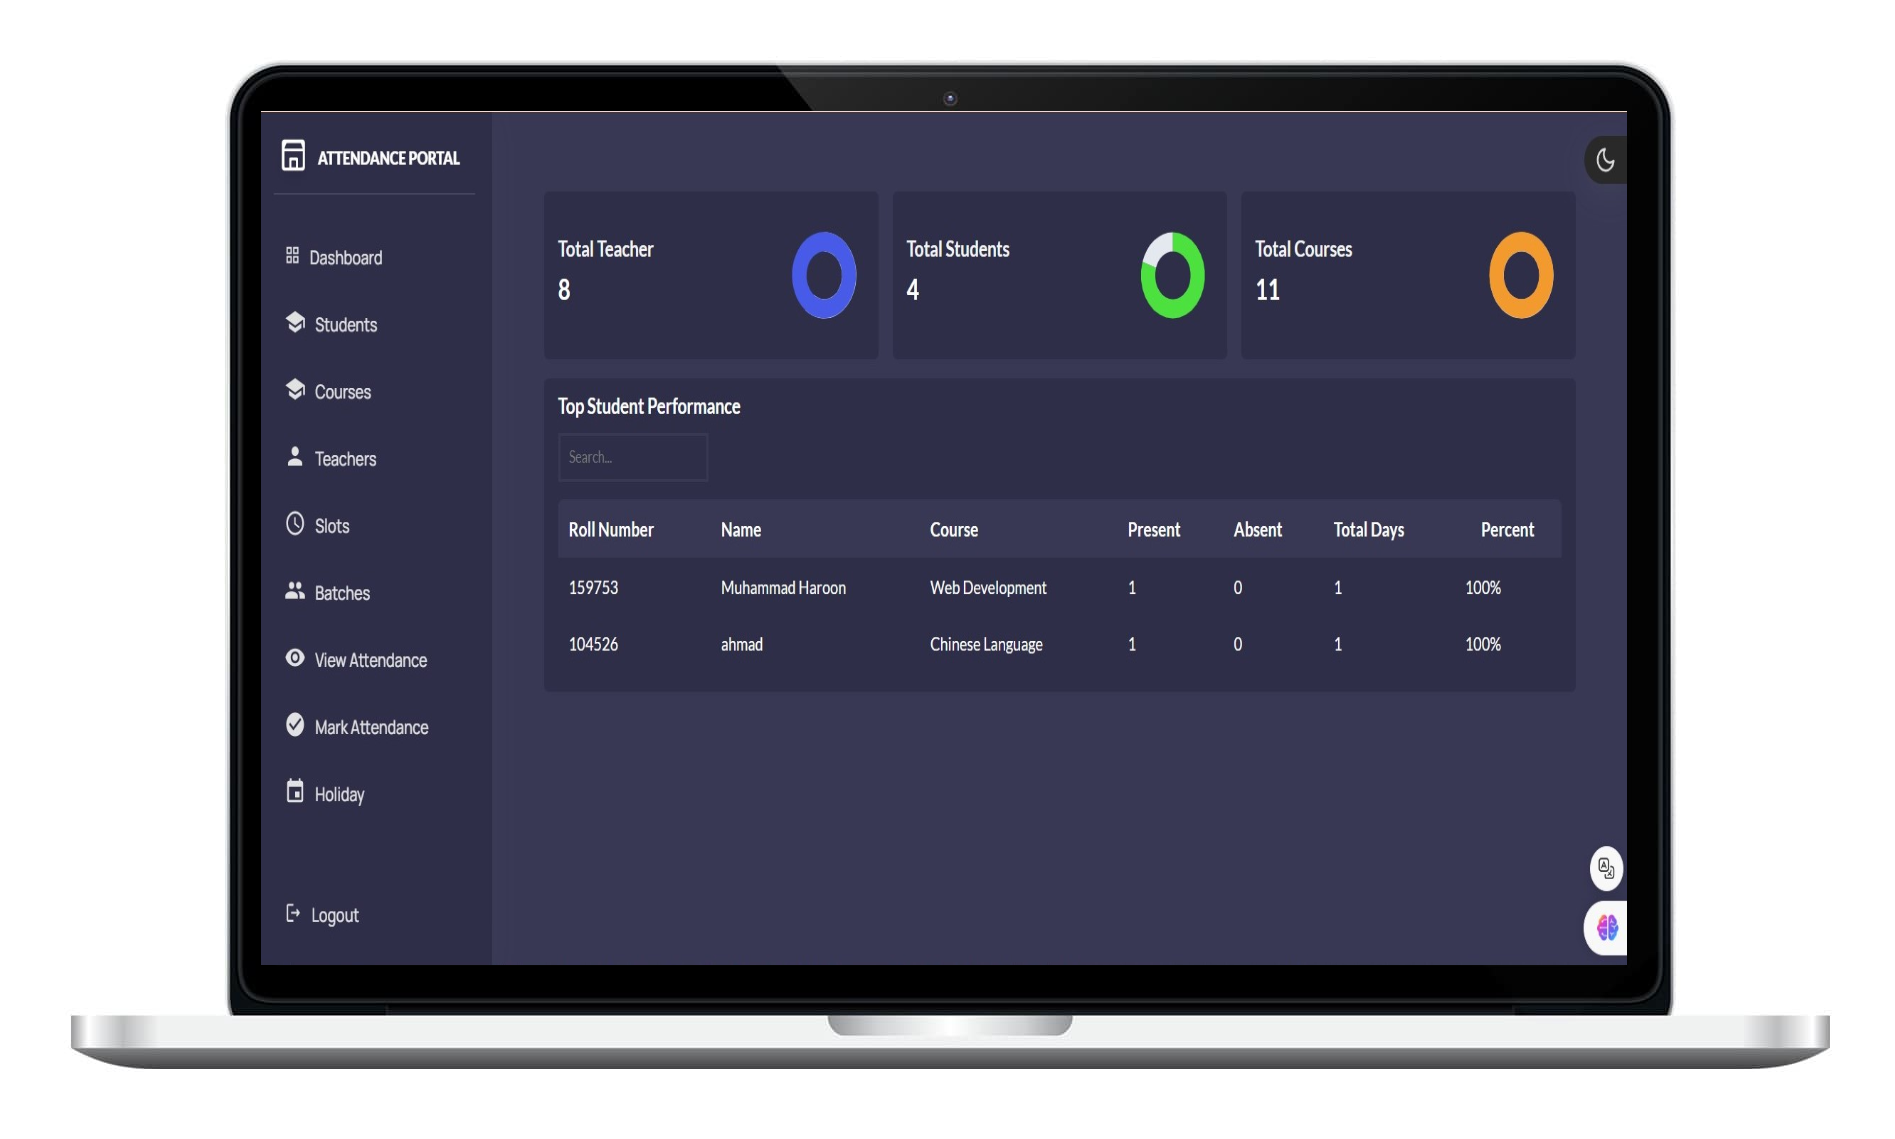 ATTENDANCE PORTAL
Dashboard
Students
Courses
Teachers
Slots
Batches
View Attendance
Mark Attendance
Holiday
Logout
Total Teacher
8
Total Students
4
Total Courses
11
Top Student Performance
Search...
Roll Number Name Course Present Absent Total Days Percent
159753 Muhammad Haroon Web Development 1 0 1 100%
104526 ahmad Chinese Language 1 0 1 100%